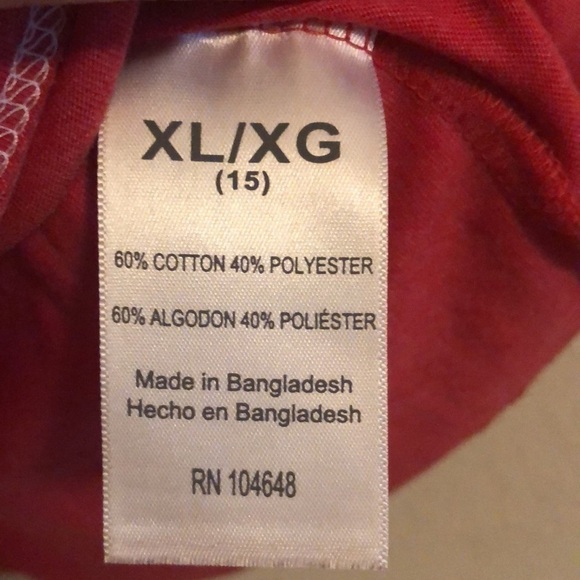 XL/XG
(15)
60% COTTON 40% POLYESTER
60% ALGODON 40% POLIÉSTER
Made in Bangladesh
Hecho en Bangladesh
RN 104648